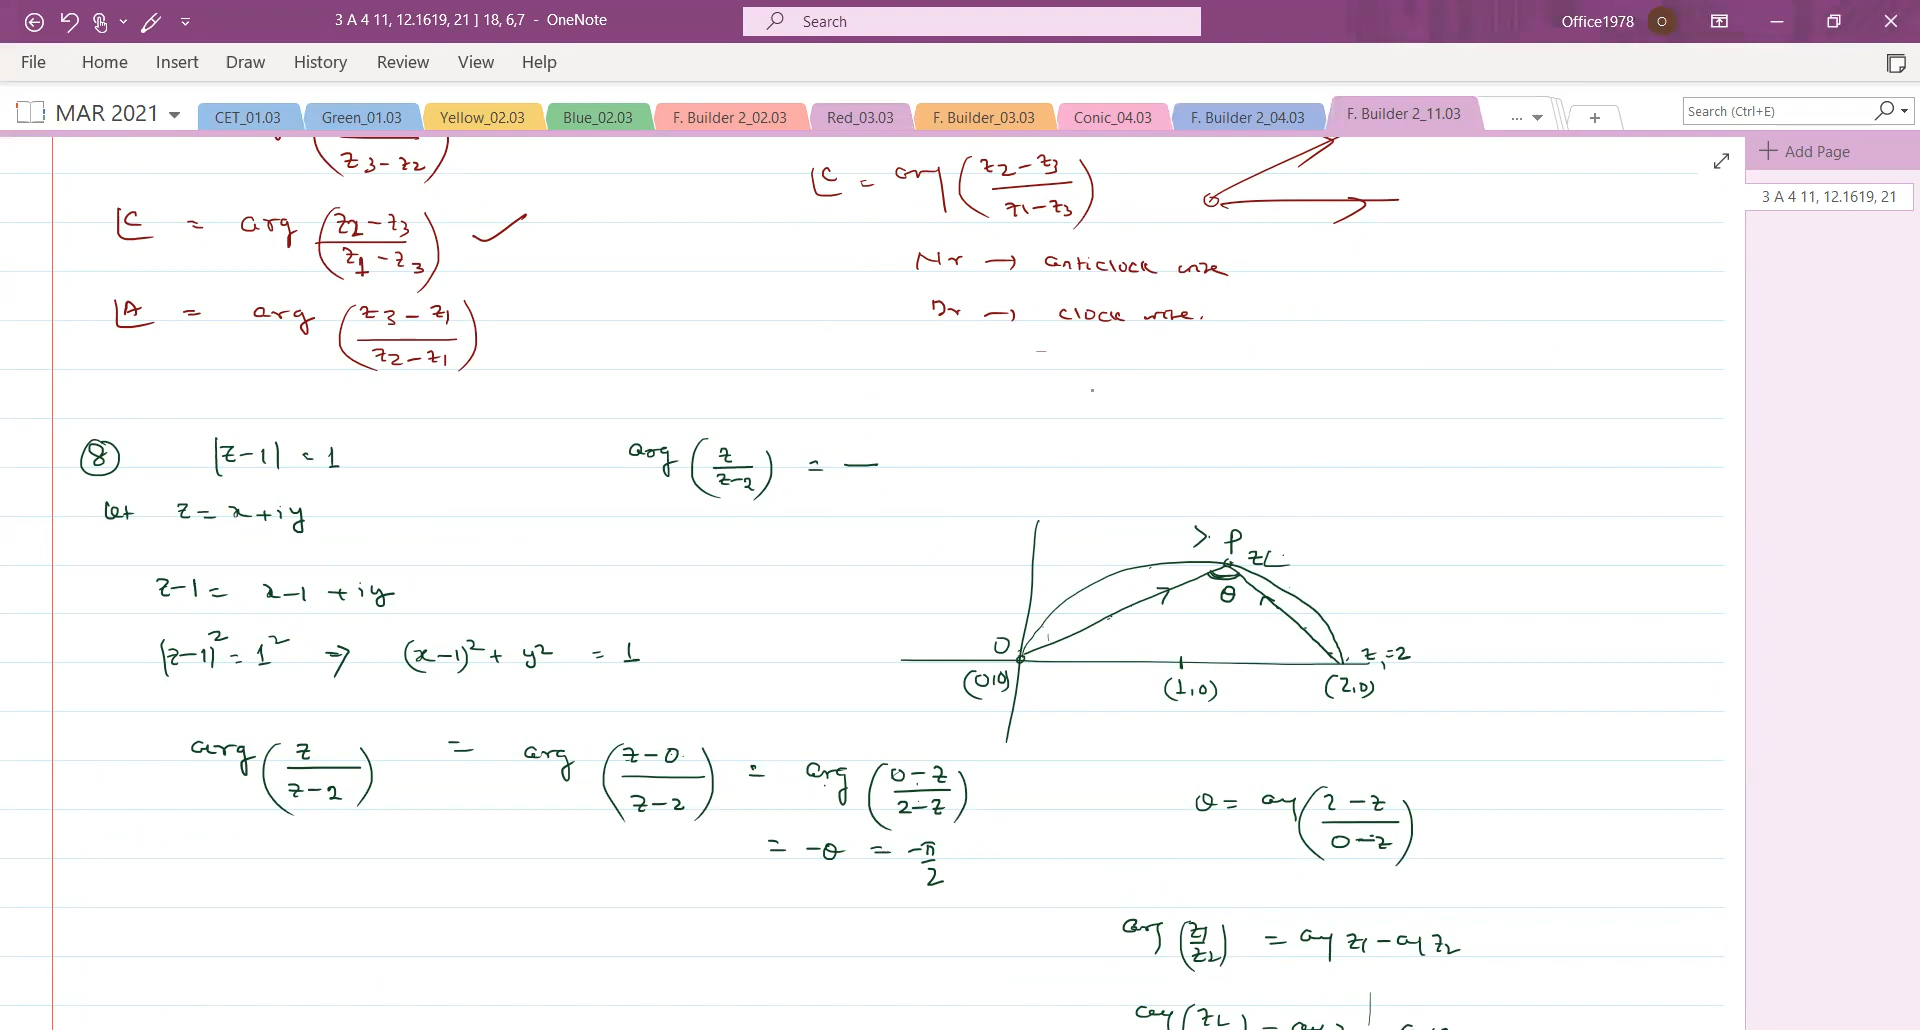 3 A 4 11, 12.1619, 21 ] 18, 6,7 - OneNote
Search
Office1978
O
File Home Insert Draw History Review View Help
MAR 2021
CET_01.03 Green_01.03 Yellow_02.03 Blue_02.03 F. Builder 2_02.03 Red_03.03 F. Builder_03.03 Conic_04.03 F. Builder 2_04.03 F. Builder 2_11.03 ...
Search (Ctrl+E)
Add Page
3 A 4 11, 12.1619, 21
z3-z2
∠C = arg (z2-z3 / z1-z3) ✓
∠A = arg (z3-z1 / z2-z1)
∠C = arg (z2-z3 / z1-z3)
Nr → anticlock wise
Dr → clock wise.
8 |z-1| = 1
arg (z / z-2) = —
let z = x+iy
z-1 = x-1 + iy
|z-1|² = 1² ⇒ (x-1)² + y² = 1
P
z
θ
O
z1=2
(0,0) (1,0) (2,0)
arg (z / z-2) = arg (z-0 / z-2) = arg (0-z / 2-z)
= -θ = -π/2
θ = arg (2-z / 0-z)
arg (z1 / z2) = arg z1 - arg z2